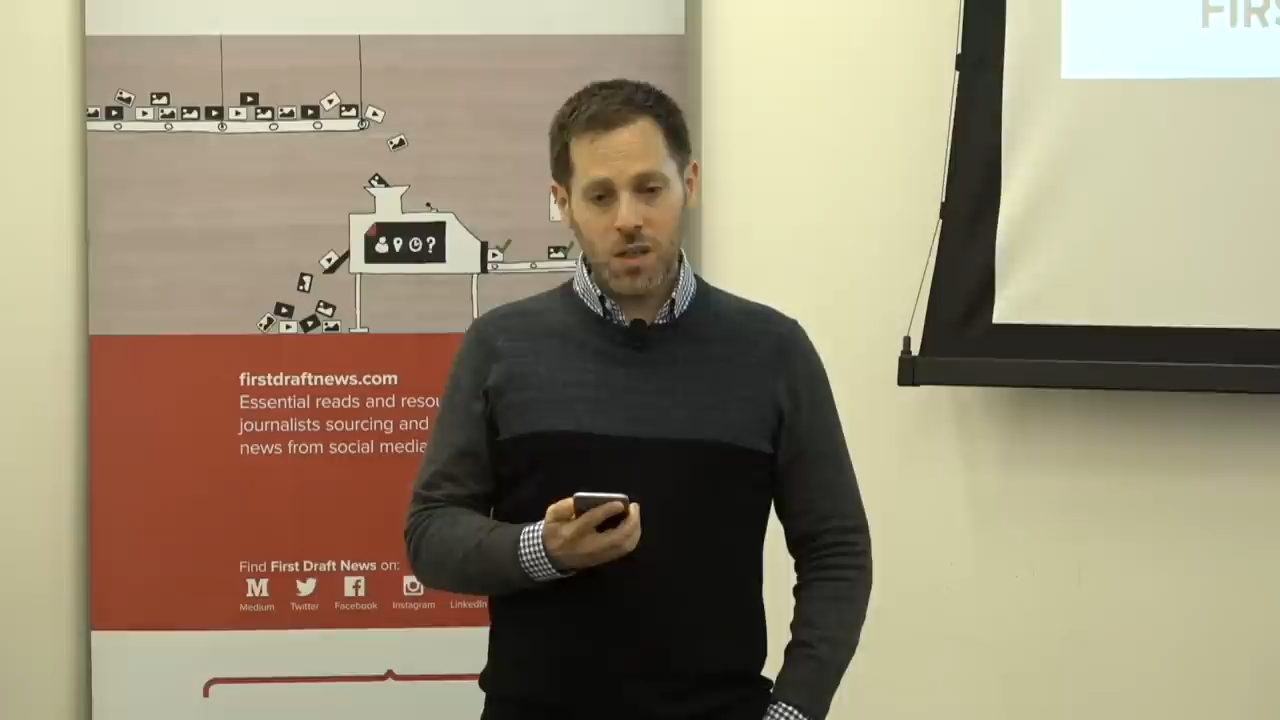 FIRS
firstdraftnews.com
Essential reads and resou
journalists sourcing and
news from social media
Find First Draft News on:
Medium Twitter Facebook Instagram LinkedIn